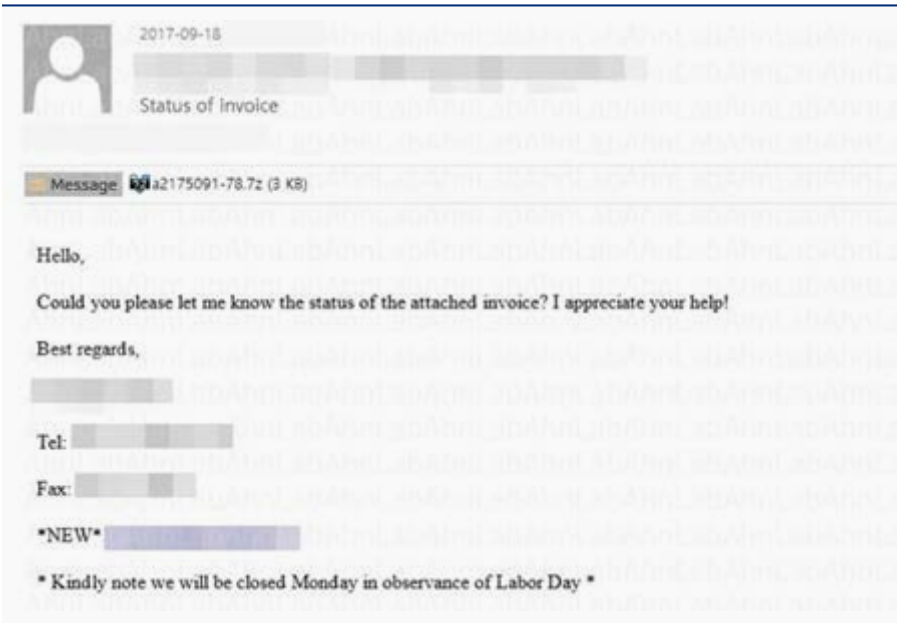 2017-09-18
Status of Invoice
Message a2175091-78.7z (3 KB)
Hello,
Could you please let me know the status of the attached invoice? I appreciate your help!
Best regards,
Tel:
Fax:
*NEW*
* Kindly note we will be closed Monday in observance of Labor Day *